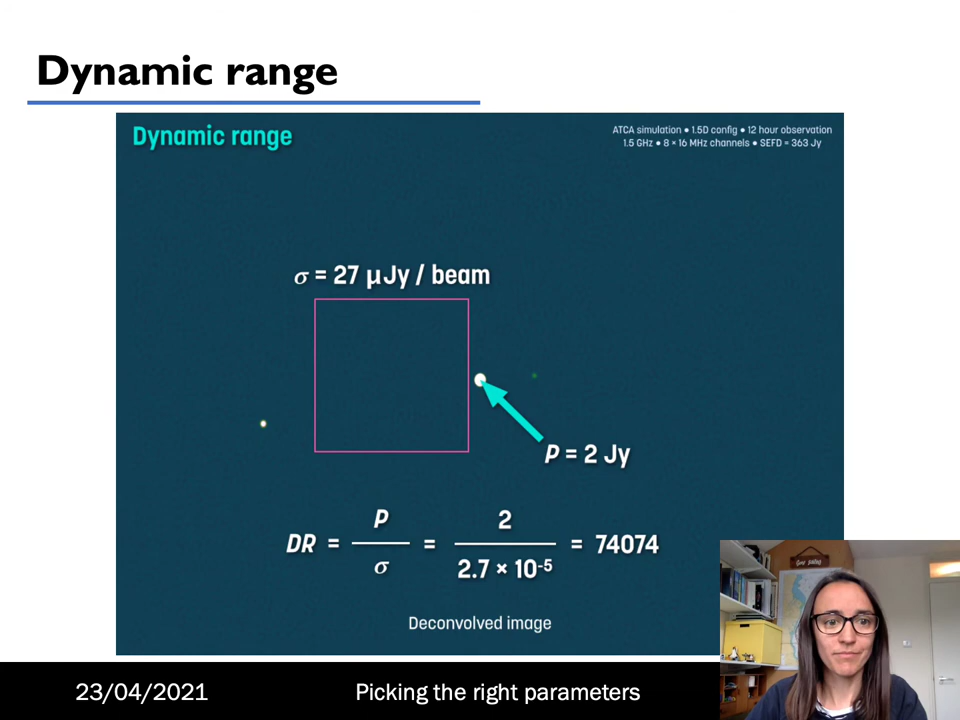 Dynamic range
Dynamic range
ATCA simulation ● 1.5D config ● 12 hour observation
1.5 GHz ● 8 × 16 MHz channels ● SEFD = 363 Jy
σ = 27 μJy / beam
P = 2 Jy
DR = P / σ = 2 / 2.7 × 10⁻⁵ = 74074
Deconvolved image
23/04/2021 Picking the right parameters